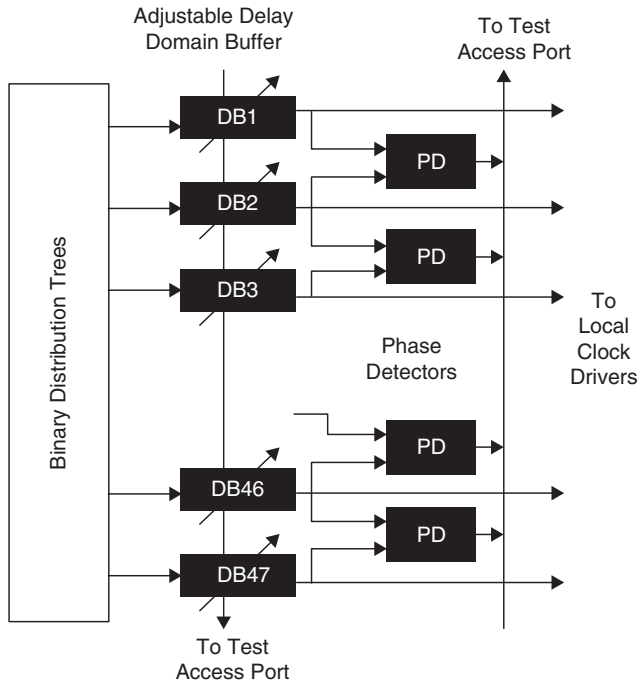 Adjustable Delay
Domain Buffer
To Test
Access Port
DB1
PD
DB2
PD
DB3
Binary Distribution Trees
To
Local
Clock
Drivers
Phase
Detectors
PD
DB46
PD
DB47
To Test
Access Port